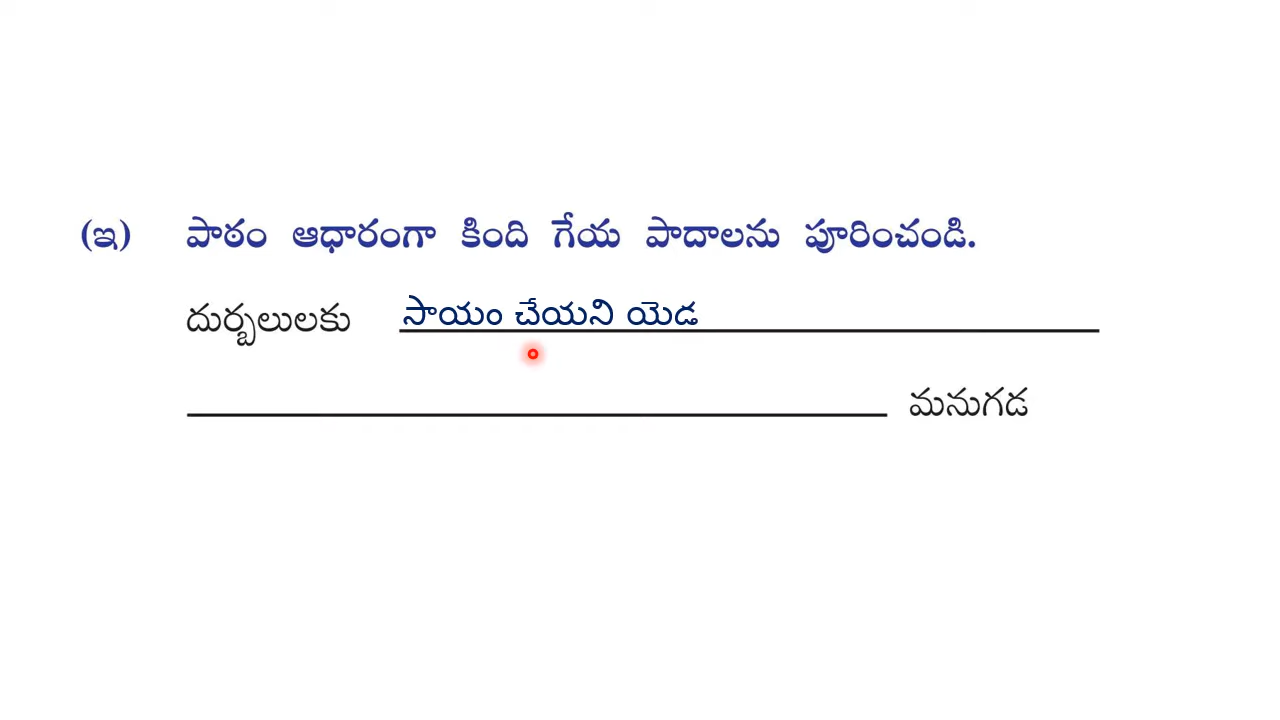 (ఇ) పాఠం ఆధారంగా కింది గేయ పాదాలను పూరించండి.
దుర్బలులకు సాయం చేయని యెడ
మనుగడ